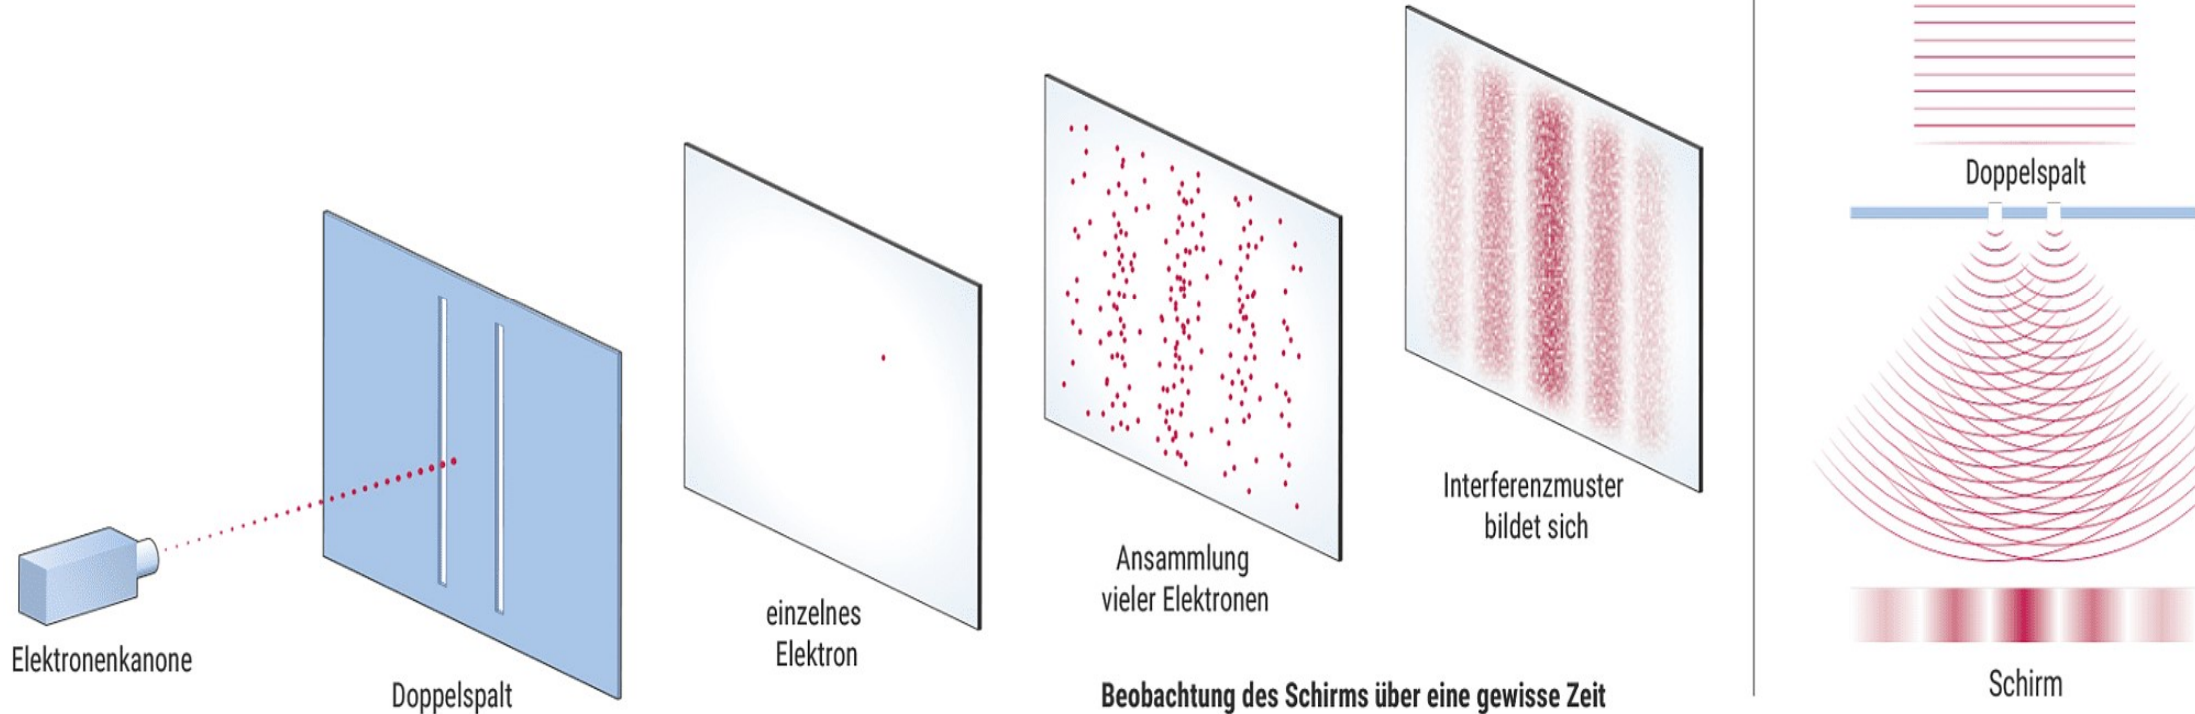 Elektronenkanone
Doppelspalt
einzelnes
Elektron
Ansammlung
vieler Elektronen
Interferenzmuster
bildet sich
Beobachtung des Schirms über eine gewisse Zeit
Doppelspalt
Schirm